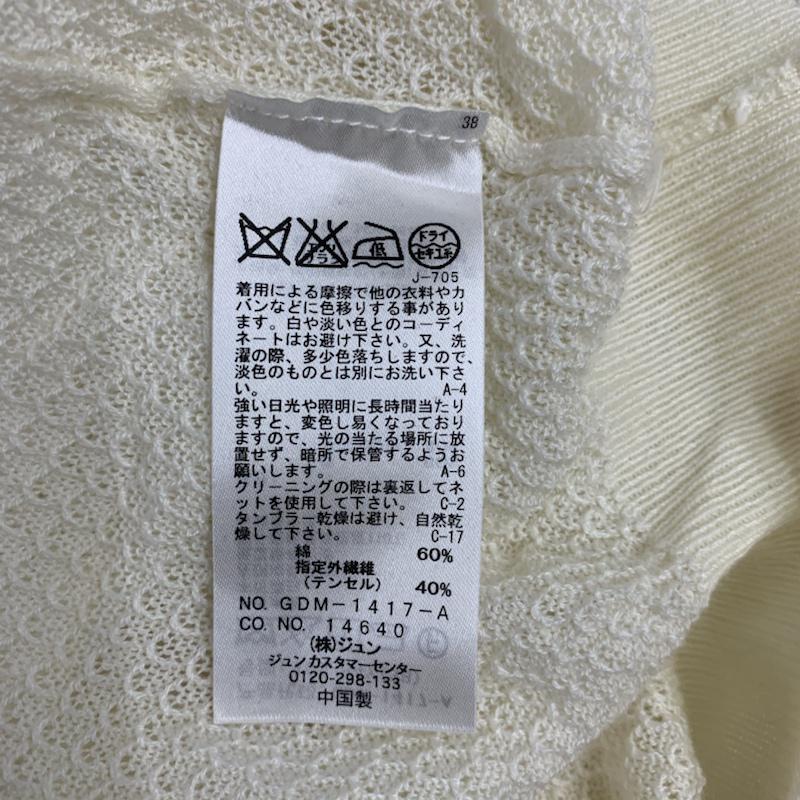 38
エンソ
サラシ
低
ドライ
セキユ系
J-705
着用による摩擦で他の衣料やカ
バンなどに色移りする事があり
ます。白や淡い色とのコーディ
ネートはお避け下さい。又、洗
濯の際、多少色落ちしますので、
淡色のものとは別にお洗い下さ
い。 A-4
強い日光や照明に長時間当たり
ますと、変色し易くなっており
ますので、光の当たる場所に放
置せず、暗所で保管するようお
願いします。 A-6
クリーニングの際は裏返してネ
ットを使用して下さい。 C-2
タンブラー乾燥は避け、自然乾
燥して下さい。 C-17
綿 60%
指定外繊維
（テンセル） 40%
NO. GDM-1417-A
CO. NO. 14640
(株)ジュン
ジュン カスタマーセンター
0120-298-133
中国製